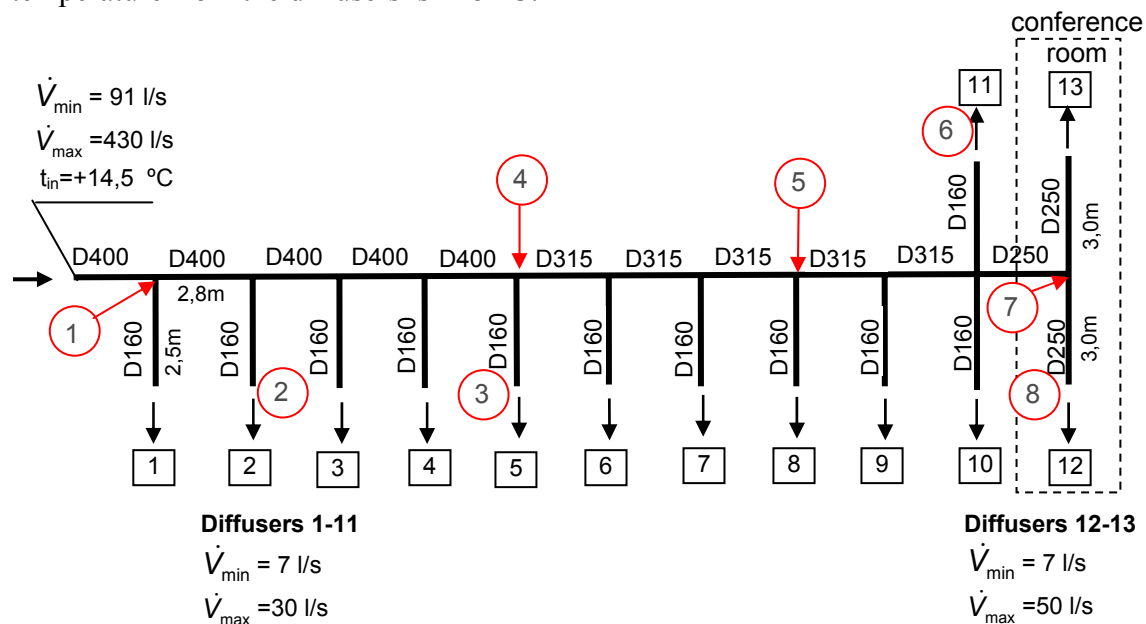 temperature from the diffusers is +18 °C.
conference
room
V̇min = 91 l/s
V̇max =430 l/s
tin=+14,5 ºC
11
13
6
4
5
D160
D250
3,0m
D400
D400
D400
D400
D400
D315
D315
D315
D315
D315
D250
2,8m
1
7
D160
2,5m
D160
D160
D160
D160
D160
D160
D160
D160
D160
D250
3,0m
2
3
8
1
2
3
4
5
6
7
8
9
10
12
Diffusers 1-11
Diffusers 12-13
V̇min = 7 l/s
V̇min = 7 l/s
V̇max =30 l/s
V̇max =50 l/s